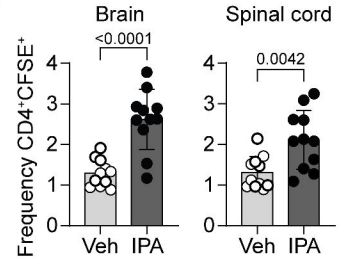 Brain
Spinal cord
Frequency CD4⁺CFSE⁺
<0.0001
0.0042
4
3
2
1
0
4
3
2
1
0
Veh IPA
Veh IPA